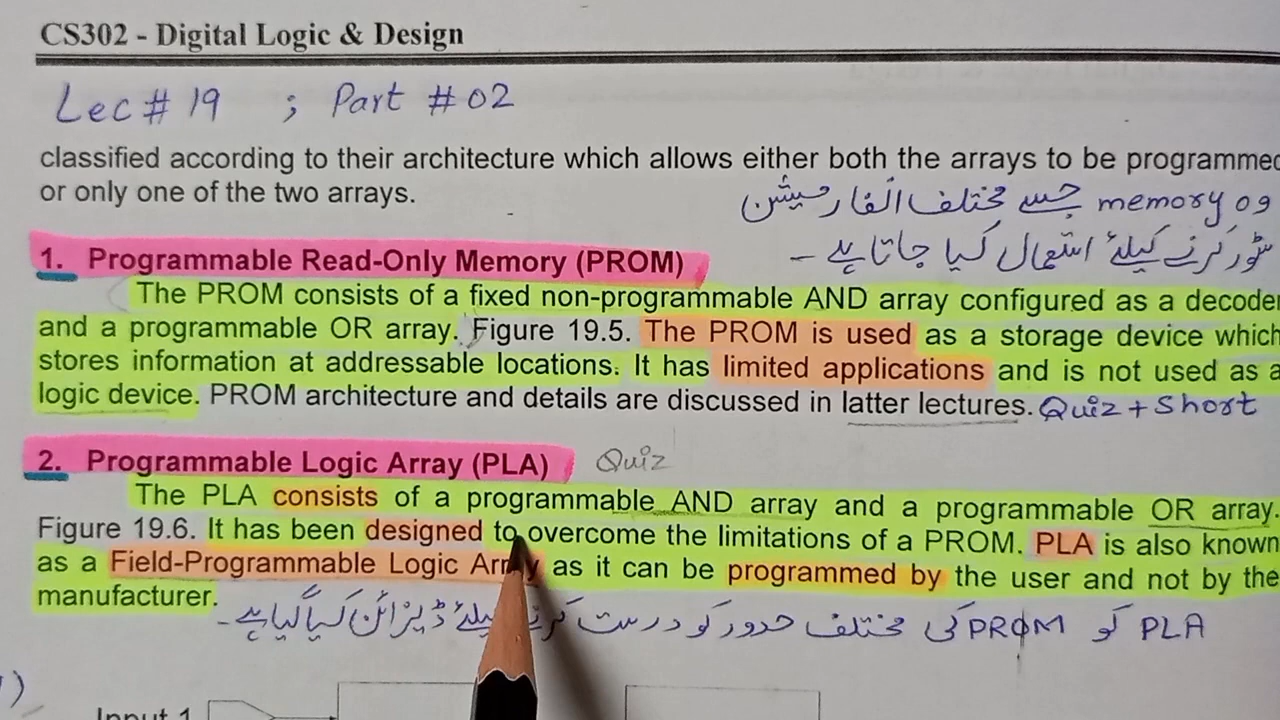 CS302 - Digital Logic & Design
Lec # 19 ; Part # 02
classified according to their architecture which allows either both the arrays to be programmed
or only one of the two arrays.
وہ memory جسے مختلف انفارمیشن
سٹور کرنے کیلئے استعمال کیا جاتا ہے ۔
1. Programmable Read-Only Memory (PROM)
The PROM consists of a fixed non-programmable AND array configured as a decoder
and a programmable OR array. Figure 19.5. The PROM is used as a storage device which
stores information at addressable locations. It has limited applications and is not used as a
logic device. PROM architecture and details are discussed in latter lectures. Quiz + Short
2. Programmable Logic Array (PLA) Quiz
The PLA consists of a programmable AND array and a programmable OR array.
Figure 19.6. It has been designed to overcome the limitations of a PROM. PLA is also known
as a Field-Programmable Logic Array as it can be programmed by the user and not by the
manufacturer.
PLA کو PROM کی مختلف حدود کو درست کرنے کیلئے ڈیزائن کیا گیا ہے ۔
Input 1